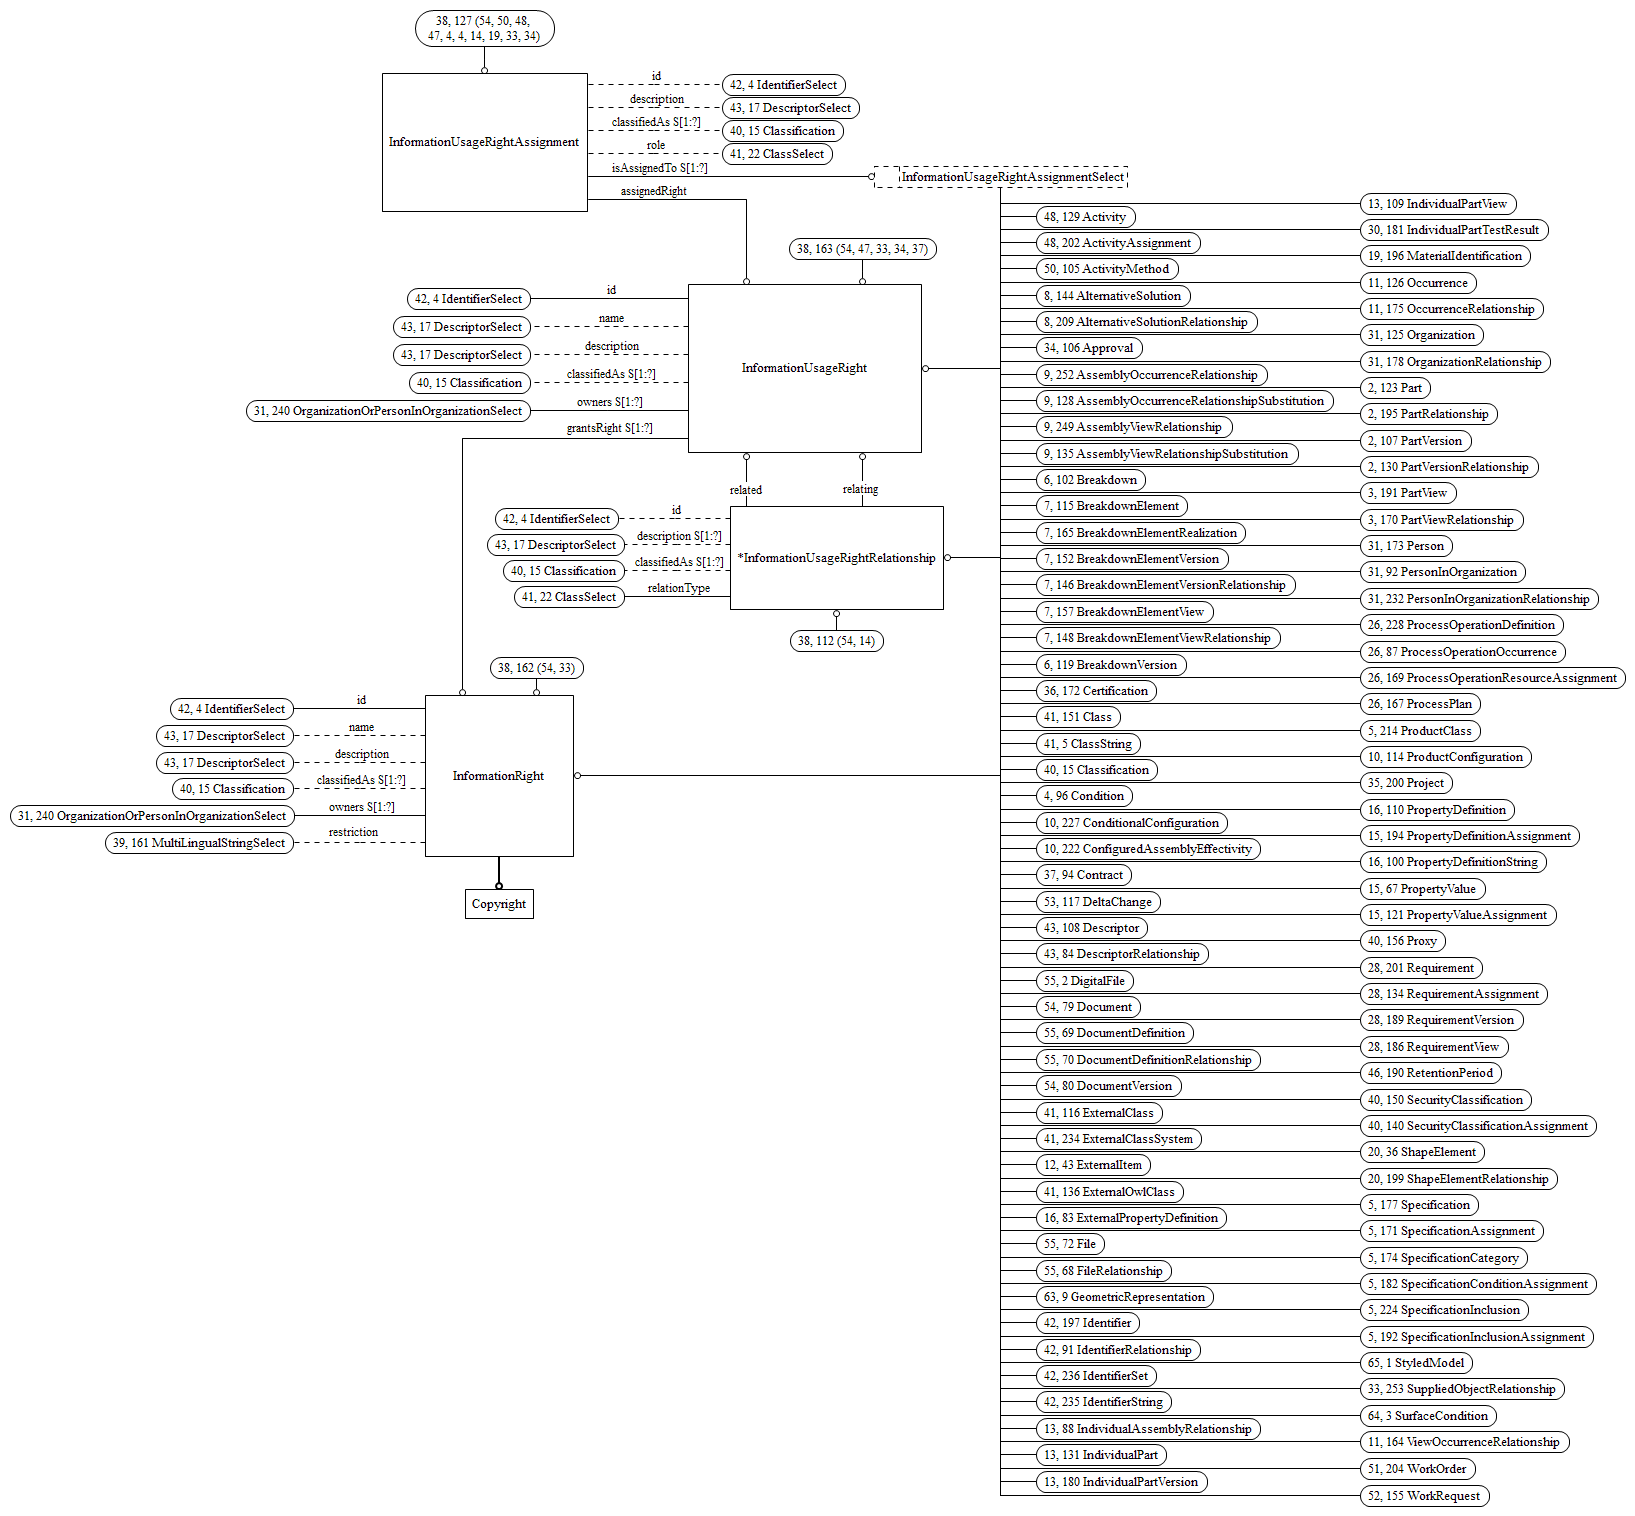 38, 127 (54, 50, 48,
47, 4, 4, 14, 19, 33, 34)
InformationUsageRightAssignment
id
42, 4 IdentifierSelect
description
43, 17 DescriptorSelect
classifiedAs S[1:?]
40, 15 Classification
role
41, 22 ClassSelect
isAssignedTo S[1:?]
InformationUsageRightAssignmentSelect
assignedRight
38, 163 (54, 47, 33, 34, 37)
InformationUsageRight
id
42, 4 IdentifierSelect
name
43, 17 DescriptorSelect
description
43, 17 DescriptorSelect
classifiedAs S[1:?]
40, 15 Classification
owners S[1:?]
31, 240 OrganizationOrPersonInOrganizationSelect
grantsRight S[1:?]
related
relating
*InformationUsageRightRelationship
id
42, 4 IdentifierSelect
description S[1:?]
43, 17 DescriptorSelect
classifiedAs S[1:?]
40, 15 Classification
relationType
41, 22 ClassSelect
38, 112 (54, 14)
38, 162 (54, 33)
InformationRight
id
42, 4 IdentifierSelect
name
43, 17 DescriptorSelect
description
43, 17 DescriptorSelect
classifiedAs S[1:?]
40, 15 Classification
owners S[1:?]
31, 240 OrganizationOrPersonInOrganizationSelect
restriction
39, 161 MultiLingualStringSelect
Copyright
48, 129 Activity
48, 202 ActivityAssignment
50, 105 ActivityMethod
8, 144 AlternativeSolution
8, 209 AlternativeSolutionRelationship
34, 106 Approval
9, 252 AssemblyOccurrenceRelationship
9, 128 AssemblyOccurrenceRelationshipSubstitution
9, 249 AssemblyViewRelationship
9, 135 AssemblyViewRelationshipSubstitution
6, 102 Breakdown
7, 115 BreakdownElement
7, 165 BreakdownElementRealization
7, 152 BreakdownElementVersion
7, 146 BreakdownElementVersionRelationship
7, 157 BreakdownElementView
7, 148 BreakdownElementViewRelationship
6, 119 BreakdownVersion
36, 172 Certification
41, 151 Class
41, 5 ClassString
40, 15 Classification
4, 96 Condition
10, 227 ConditionalConfiguration
10, 222 ConfiguredAssemblyEffectivity
37, 94 Contract
53, 117 DeltaChange
43, 108 Descriptor
43, 84 DescriptorRelationship
55, 2 DigitalFile
54, 79 Document
55, 69 DocumentDefinition
55, 70 DocumentDefinitionRelationship
54, 80 DocumentVersion
41, 116 ExternalClass
41, 234 ExternalClassSystem
12, 43 ExternalItem
41, 136 ExternalOwlClass
16, 83 ExternalPropertyDefinition
55, 72 File
55, 68 FileRelationship
63, 9 GeometricRepresentation
42, 197 Identifier
42, 91 IdentifierRelationship
42, 236 IdentifierSet
42, 235 IdentifierString
13, 88 IndividualAssemblyRelationship
13, 131 IndividualPart
13, 180 IndividualPartVersion
13, 109 IndividualPartView
30, 181 IndividualPartTestResult
19, 196 MaterialIdentification
11, 126 Occurrence
11, 175 OccurrenceRelationship
31, 125 Organization
31, 178 OrganizationRelationship
2, 123 Part
2, 195 PartRelationship
2, 107 PartVersion
2, 130 PartVersionRelationship
3, 191 PartView
3, 170 PartViewRelationship
31, 173 Person
31, 92 PersonInOrganization
31, 232 PersonInOrganizationRelationship
26, 228 ProcessOperationDefinition
26, 87 ProcessOperationOccurrence
26, 169 ProcessOperationResourceAssignment
26, 167 ProcessPlan
5, 214 ProductClass
10, 114 ProductConfiguration
35, 200 Project
16, 110 PropertyDefinition
15, 194 PropertyDefinitionAssignment
16, 100 PropertyDefinitionString
15, 67 PropertyValue
15, 121 PropertyValueAssignment
40, 156 Proxy
28, 201 Requirement
28, 134 RequirementAssignment
28, 189 RequirementVersion
28, 186 RequirementView
46, 190 RetentionPeriod
40, 150 SecurityClassification
40, 140 SecurityClassificationAssignment
20, 36 ShapeElement
20, 199 ShapeElementRelationship
5, 177 Specification
5, 171 SpecificationAssignment
5, 174 SpecificationCategory
5, 182 SpecificationConditionAssignment
5, 224 SpecificationInclusion
5, 192 SpecificationInclusionAssignment
65, 1 StyledModel
33, 253 SuppliedObjectRelationship
64, 3 SurfaceCondition
11, 164 ViewOccurrenceRelationship
51, 204 WorkOrder
52, 155 WorkRequest